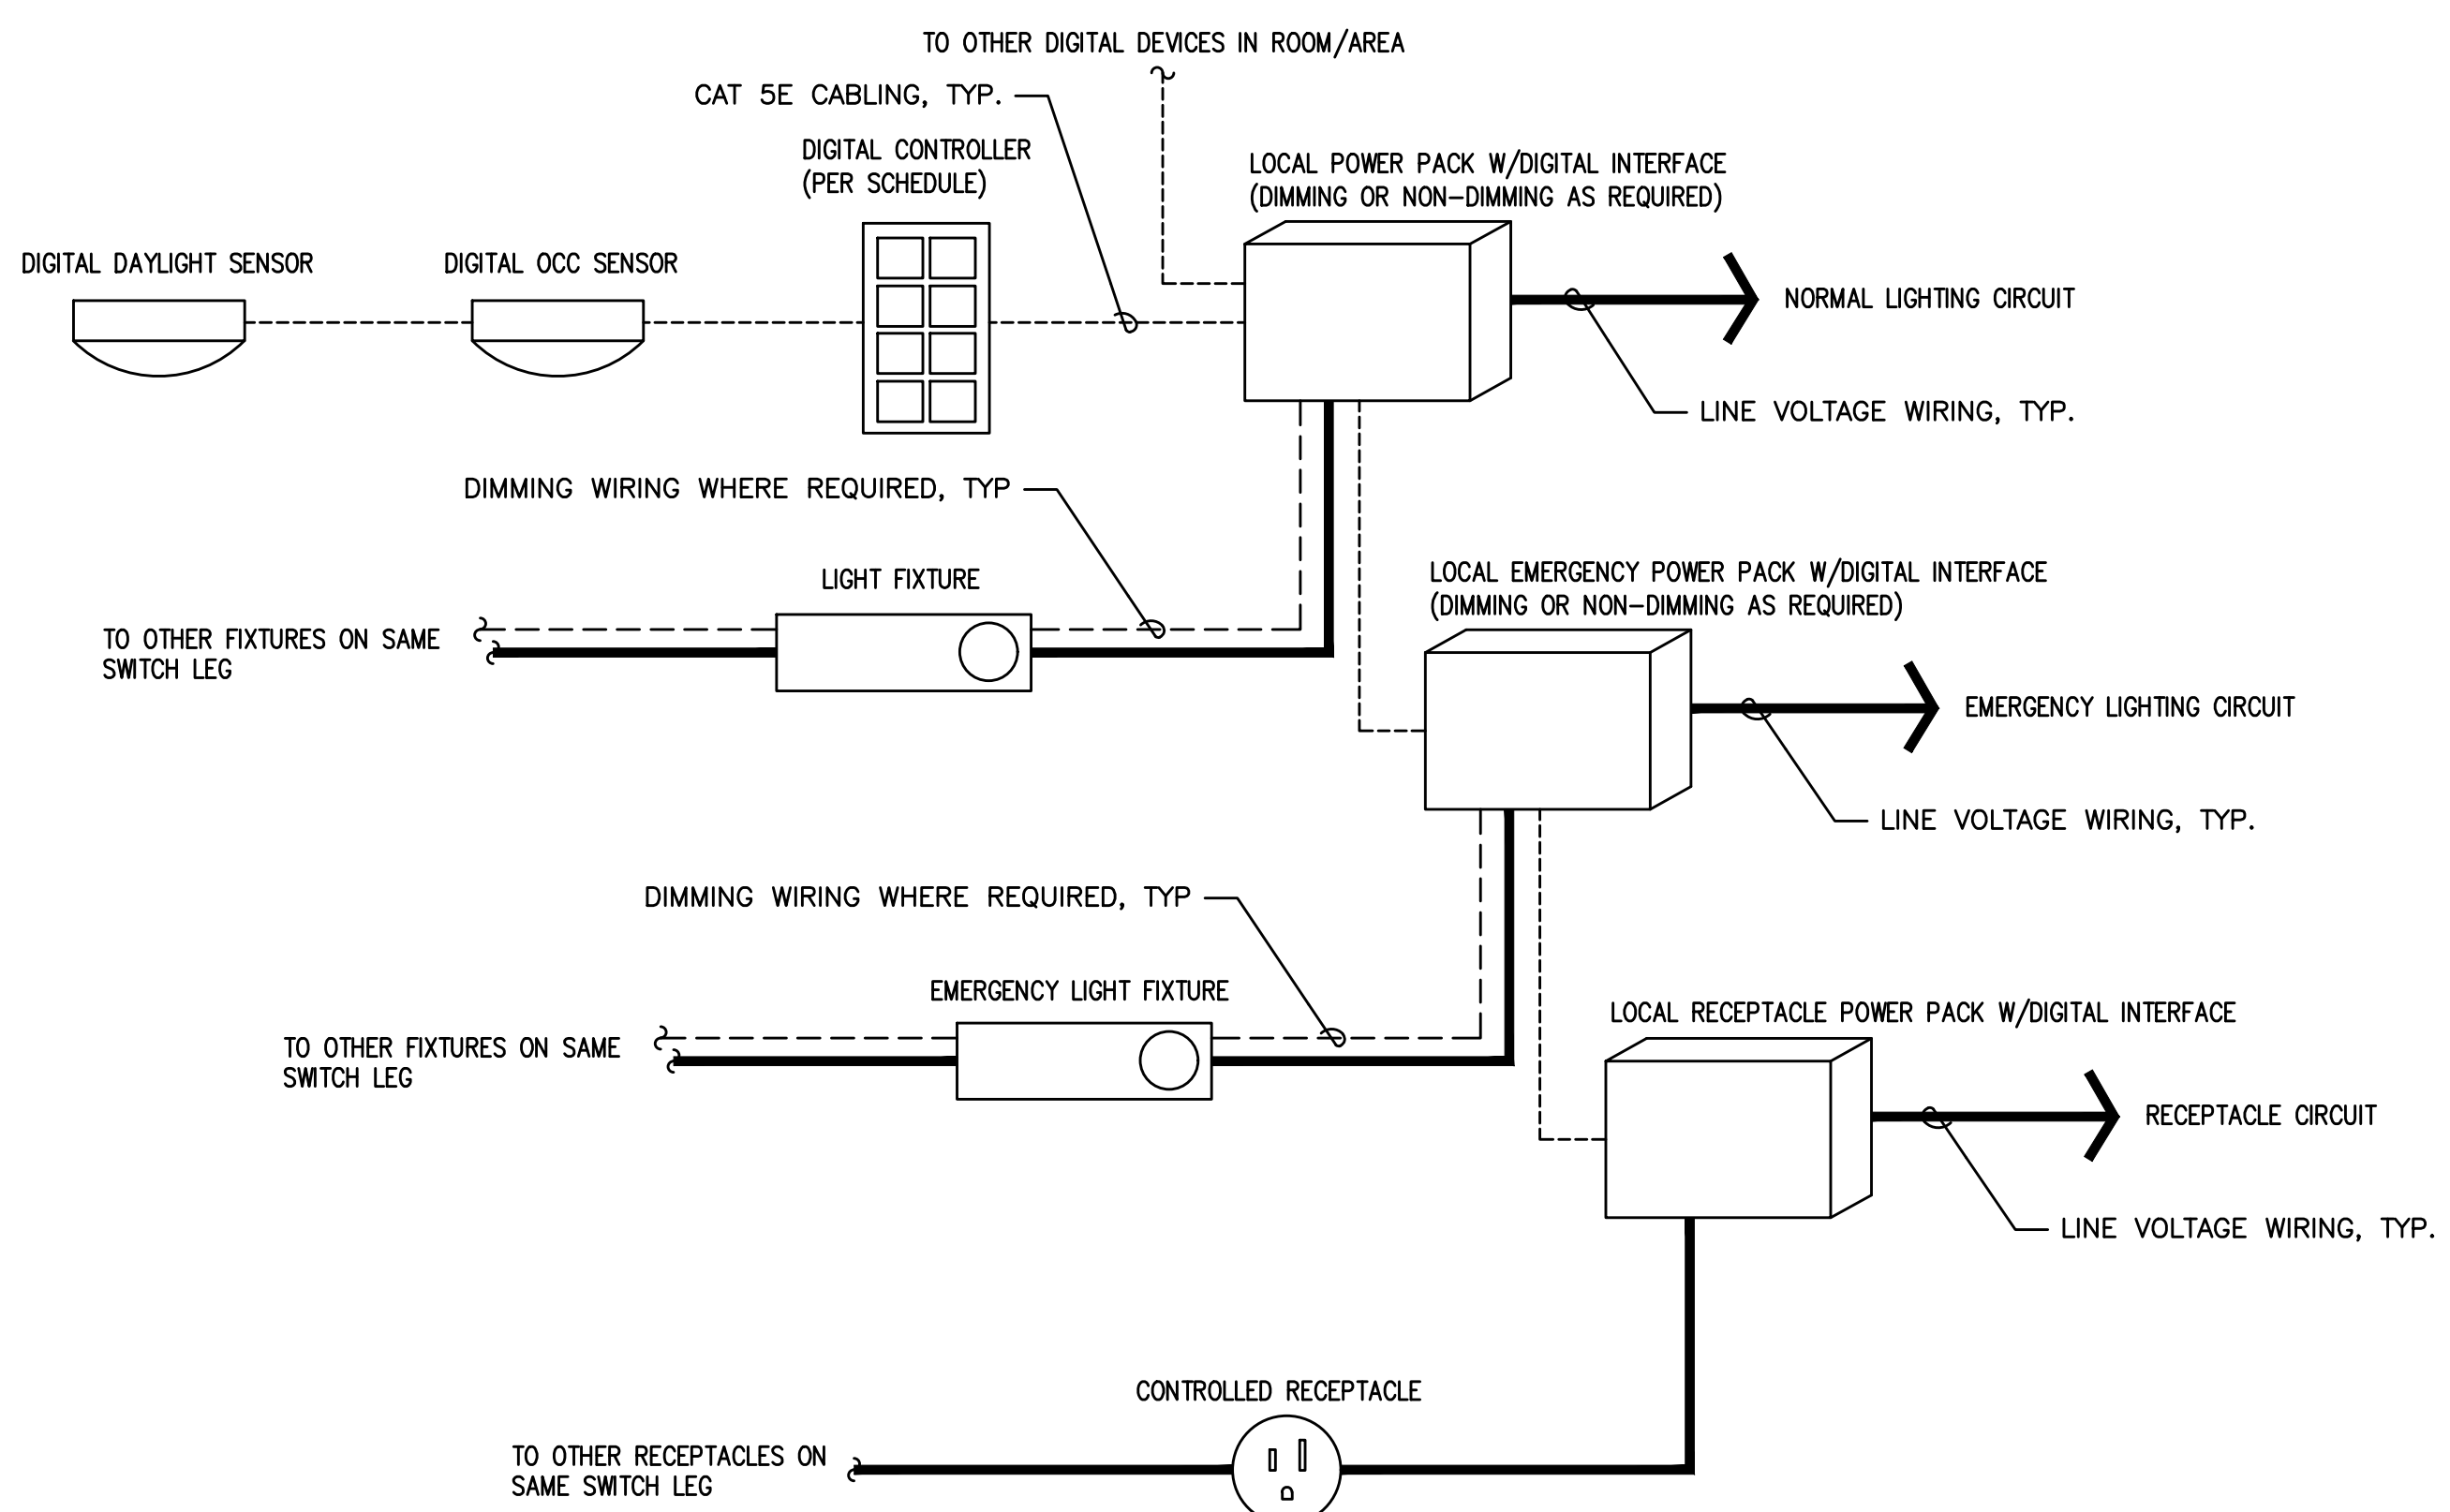 TO OTHER DIGITAL DEVICES IN ROOM/AREA
CAT 5E CABLING, TYP.
DIGITAL CONTROLLER
(PER SCHEDULE)
LOCAL POWER PACK W/DIGITAL INTERFACE
(DIMMING OR NON-DIMMING AS REQUIRED)
DIGITAL DAYLIGHT SENSOR
DIGITAL OCC SENSOR
NORMAL LIGHTING CIRCUIT
LINE VOLTAGE WIRING, TYP.
DIMMING WIRING WHERE REQUIRED, TYP
LIGHT FIXTURE
LOCAL EMERGENCY POWER PACK W/DIGITAL INTERFACE
(DIMMING OR NON-DIMMING AS REQUIRED)
TO OTHER FIXTURES ON SAME
SWITCH LEG
EMERGENCY LIGHTING CIRCUIT
LINE VOLTAGE WIRING, TYP.
DIMMING WIRING WHERE REQUIRED, TYP
EMERGENCY LIGHT FIXTURE
LOCAL RECEPTACLE POWER PACK W/DIGITAL INTERFACE
TO OTHER FIXTURES ON SAME
SWITCH LEG
RECEPTACLE CIRCUIT
LINE VOLTAGE WIRING, TYP.
CONTROLLED RECEPTACLE
TO OTHER RECEPTACLES ON
SAME SWITCH LEG